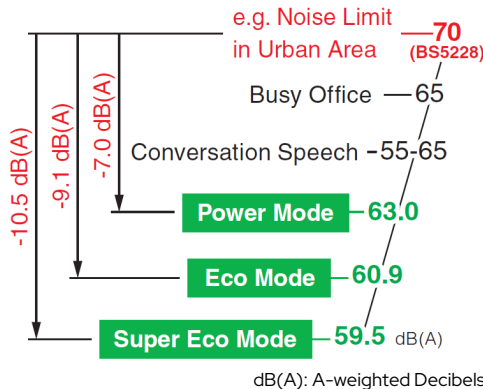 e.g. Noise Limit
in Urban Area
70
(BS5228)
Busy Office
65
Conversation Speech
55-65
-7.0 dB(A)
-9.1 dB(A)
-10.5 dB(A)
Power Mode
63.0
Eco Mode
60.9
Super Eco Mode
59.5 dB(A)
dB(A): A-weighted Decibels